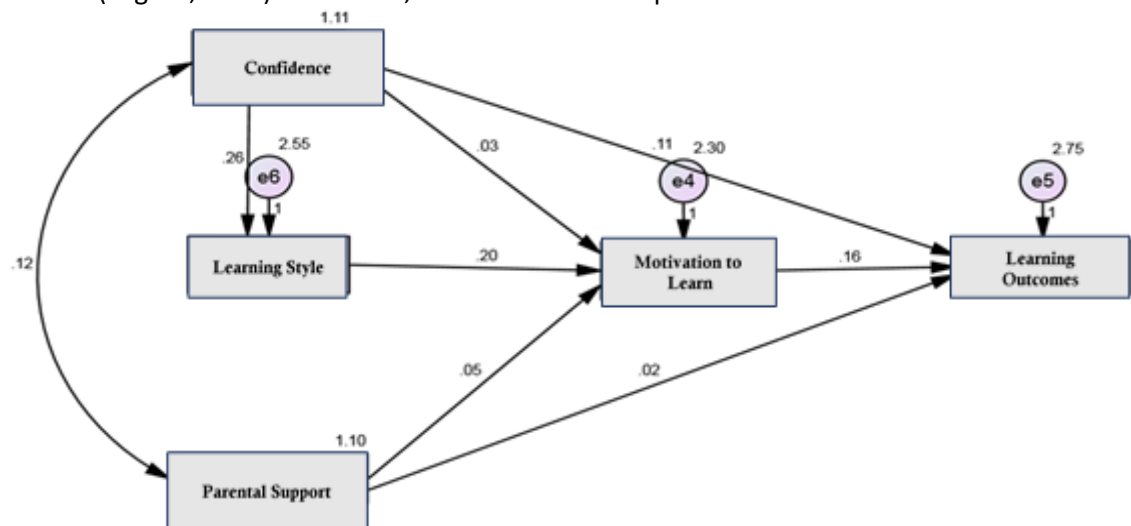 1.11
Confidence
2.55
.26
e6
1
.03
.11
2.30
e4
1
2.75
e5
1
.12
Learning Style
.20
Motivation to
Learn
.16
Learning
Outcomes
.05
.02
1.10
Parental Support